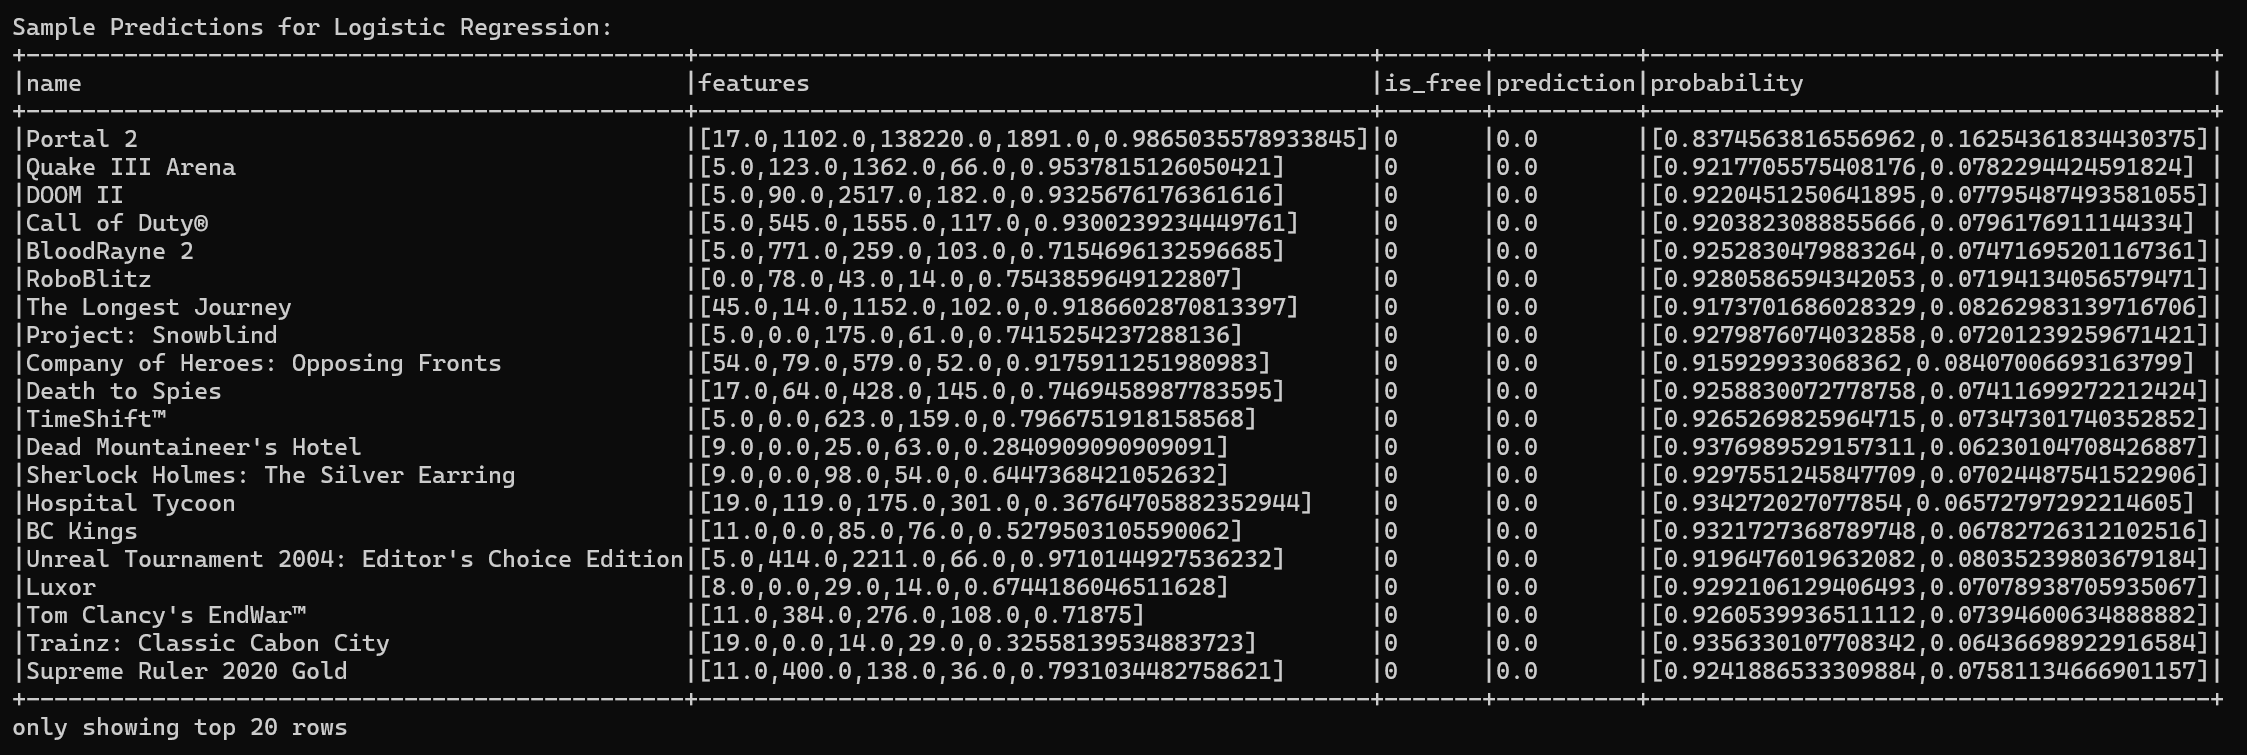 Sample Predictions for Logistic Regression:
+-----------------------------------------------+------------------------------------------------+-------+----------+----------------------------------------+
|name                                           |features                                        |is_free|prediction|probability                             |
+-----------------------------------------------+------------------------------------------------+-------+----------+----------------------------------------+
|Portal 2                                       |[17.0,1102.0,138220.0,1891.0,0.9865035578933845]|0      |0.0       |[0.8374563816556962,0.16254361834430375]|
|Quake III Arena                                |[5.0,123.0,1362.0,66.0,0.9537815126050421]      |0      |0.0       |[0.9217705575408176,0.0782294424591824] |
|DOOM II                                        |[5.0,90.0,2517.0,182.0,0.9325676176361616]      |0      |0.0       |[0.9220451250641895,0.07795487493581055]|
|Call of Duty®                                  |[5.0,545.0,1555.0,117.0,0.9300239234449761]     |0      |0.0       |[0.9203823088855666,0.0796176911144334] |
|BloodRayne 2                                   |[5.0,771.0,259.0,103.0,0.7154696132596685]      |0      |0.0       |[0.9252830479883264,0.07471695201167361]|
|RoboBlitz                                      |[0.0,78.0,43.0,14.0,0.7543859649122807]         |0      |0.0       |[0.9280586594342053,0.07194134056579471]|
|The Longest Journey                            |[45.0,14.0,1152.0,102.0,0.9186602870813397]     |0      |0.0       |[0.9173701686028329,0.08262983139716706]|
|Project: Snowblind                             |[5.0,0.0,175.0,61.0,0.7415254237288136]         |0      |0.0       |[0.9279876074032858,0.07201239259671421]|
|Company of Heroes: Opposing Fronts             |[54.0,79.0,579.0,52.0,0.9175911251980983]       |0      |0.0       |[0.915929933068362,0.08407006693163799] |
|Death to Spies                                 |[17.0,64.0,428.0,145.0,0.7469458987783595]      |0      |0.0       |[0.9258830072778758,0.07411699272212424]|
|TimeShift™                                     |[5.0,0.0,623.0,159.0,0.7966751918158568]        |0      |0.0       |[0.9265269825964715,0.07347301740352852]|
|Dead Mountaineer's Hotel                       |[9.0,0.0,25.0,63.0,0.2840909090909091]          |0      |0.0       |[0.9376989529157311,0.06230104708426887]|
|Sherlock Holmes: The Silver Earring            |[9.0,0.0,98.0,54.0,0.6447368421052632]          |0      |0.0       |[0.9297551245847709,0.07024487541522906]|
|Hospital Tycoon                                |[19.0,119.0,175.0,301.0,0.367647058823552944]    |0      |0.0       |[0.9342720270777854,0.06572797292214605] |
|BC Kings                                       |[11.0,0.0,85.0,76.0,0.5279503105590062]         |0      |0.0       |[0.9321727368789748,0.06782726312102516]|
|Unreal Tournament 2004: Editor's Choice Edition|[5.0,414.0,2211.0,66.0,0.9710144927536232]      |0      |0.0       |[0.9196476019632082,0.08035239803679184]|
|Luxor                                          |[8.0,0.0,29.0,14.0,0.6744186046511628]          |0      |0.0       |[0.9292106129406493,0.07078938705935067]|
|Tom Clancy's EndWar™                           |[11.0,384.0,276.0,108.0,0.71875]                |0      |0.0       |[0.9260539936511112,0.07394600634888882]|
|Trainz: Classic Cabon City                     |[19.0,0.0,14.0,29.0,0.32558139534883723]        |0      |0.0       |[0.9356330107708342,0.06436698922916584]|
|Supreme Ruler 2020 Gold                        |[11.0,400.0,138.0,36.0,0.7931034482758621]      |0      |0.0       |[0.9241886533309884,0.07581134666901157]|
+-----------------------------------------------+------------------------------------------------+-------+----------+----------------------------------------+
only showing top 20 rows